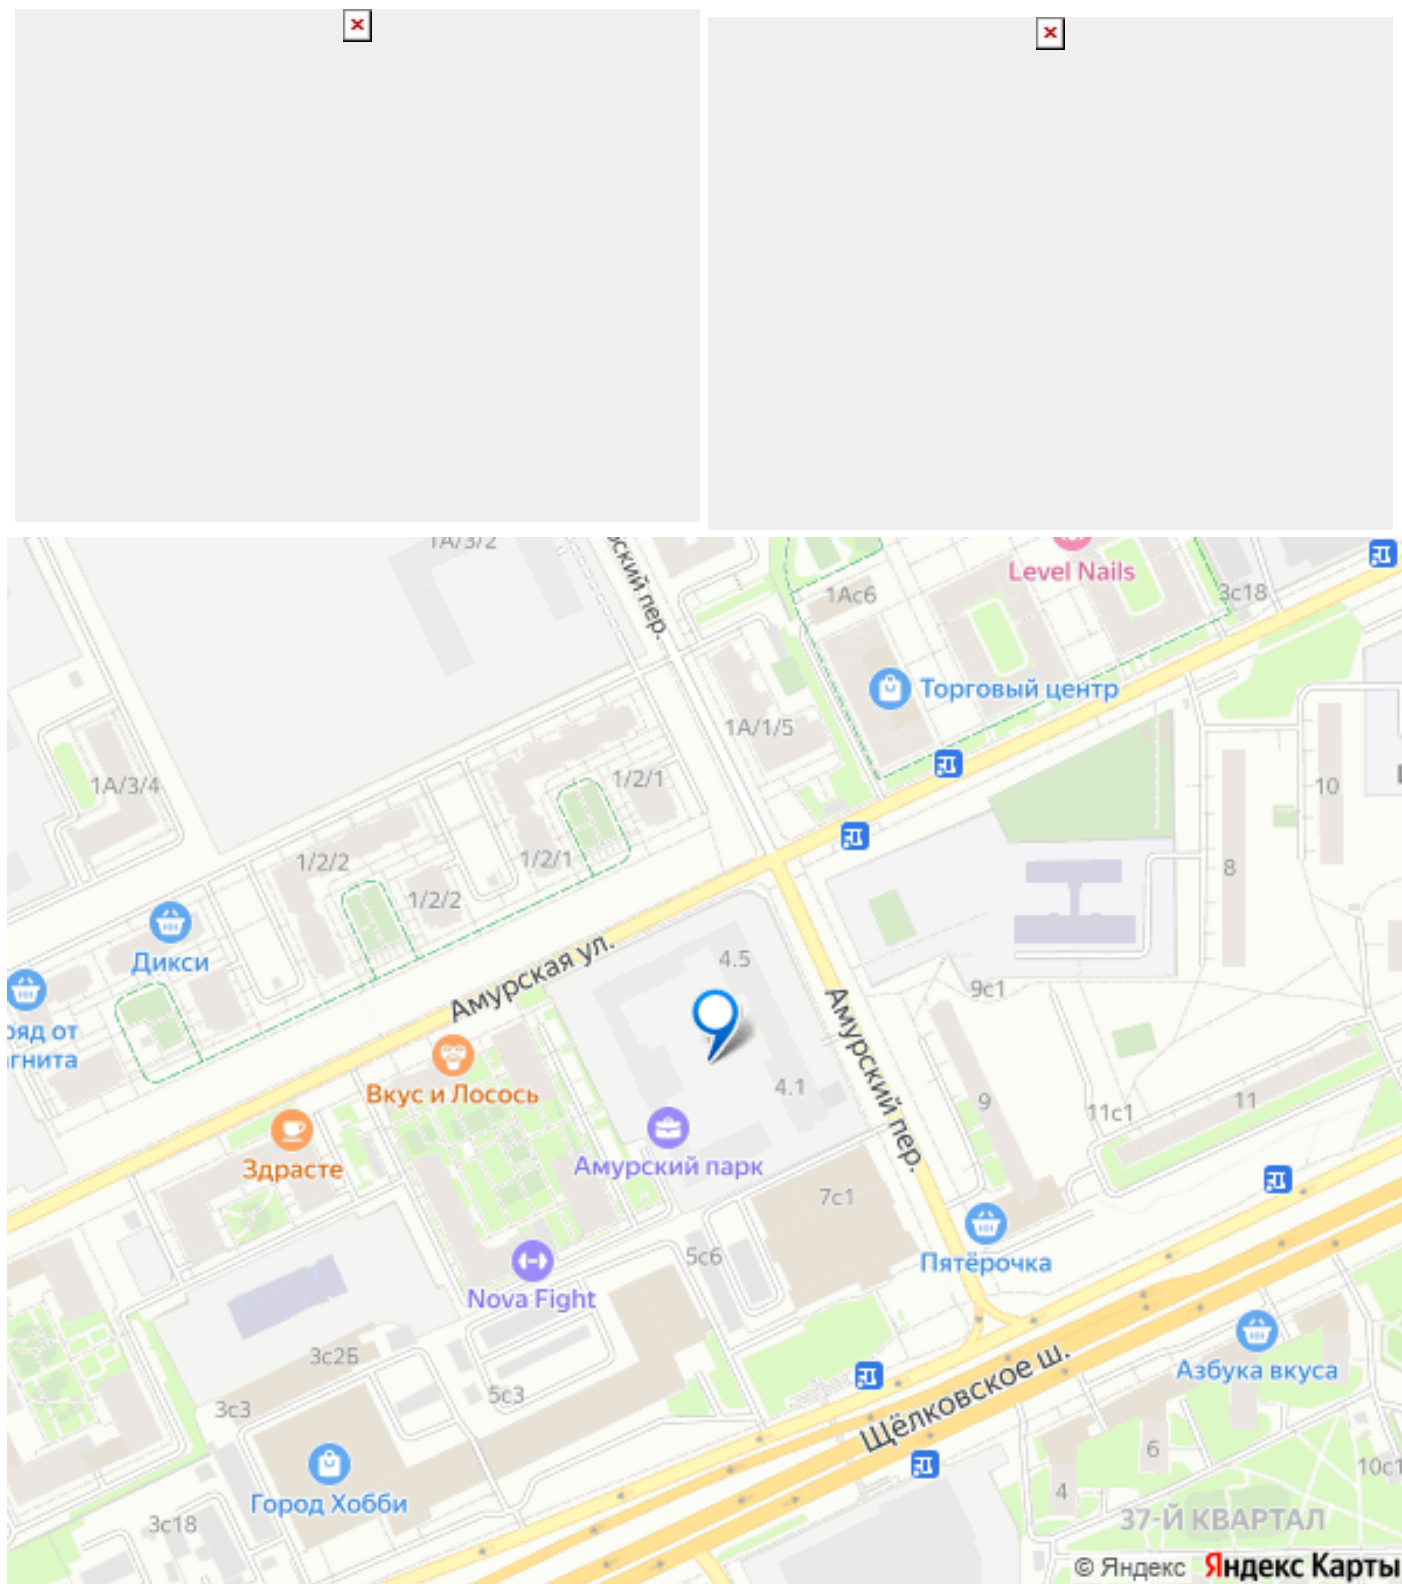 1А/3/2
Level Nails
1Ас6
3с18
пер.
Торговый центр
1А/1/5
1/2/1
1А/3/4
10
1/2/2
1/2/1
8
1/2/2
Дикси
Амурская ул.
4.5
9с1
Амурский пер.
Вкус и Лосось
4.1
9
11с1
11
Здрасте
Амурский парк
7с1
Пятёрочка
5с6
Nova Fight
3с2Б
Щёлковское ш.
Азбука вкуса
5с3
3с3
6
10с1
4
Город Хобби
3с18
37-Й КВАРТАЛ
© Яндекс Яндекс Карты